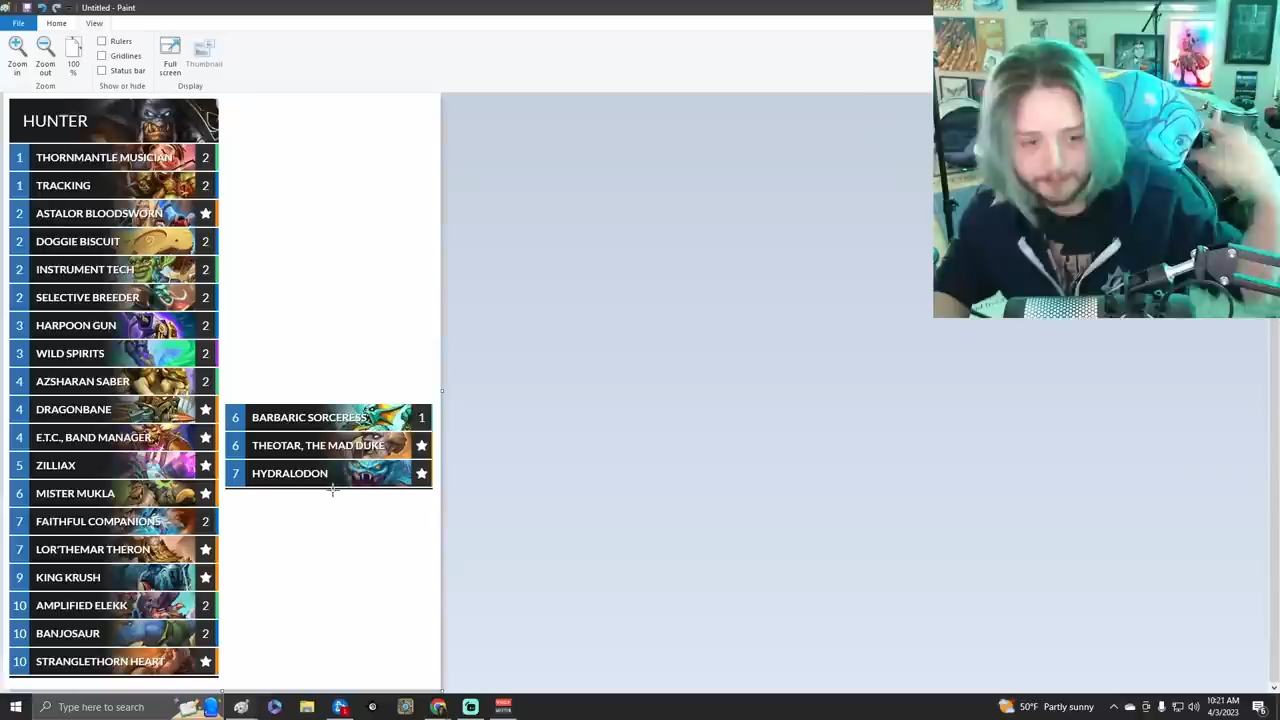 Untitled - Paint
File Home View
Zoom in
Zoom out
100 %
Rulers
Gridlines
Status bar
Full screen
Thumbnail
Zoom
Show or hide
Display
HUNTER
1 THORNMANTLE MUSICIAN 2
1 TRACKING 2
2 ASTALOR BLOODSWORN
2 DOGGIE BISCUIT 2
2 INSTRUMENT TECH 2
2 SELECTIVE BREEDER 2
3 HARPOON GUN 2
3 WILD SPIRITS 2
4 AZSHARAN SABER 2
4 DRAGONBANE
4 E.T.C., BAND MANAGER
5 ZILLIAX
6 MISTER MUKLA
7 FAITHFUL COMPANIONS 2
7 LOR'THEMAR THERON
9 KING KRUSH
10 AMPLIFIED ELEKK 2
10 BANJOSAUR 2
10 STRANGLETHORN HEART
6 BARBARIC SORCERESS 1
6 THEOTAR, THE MAD DUKE
7 HYDRALODON
Type here to search
50°F Partly sunny
10:21 AM
4/3/2023